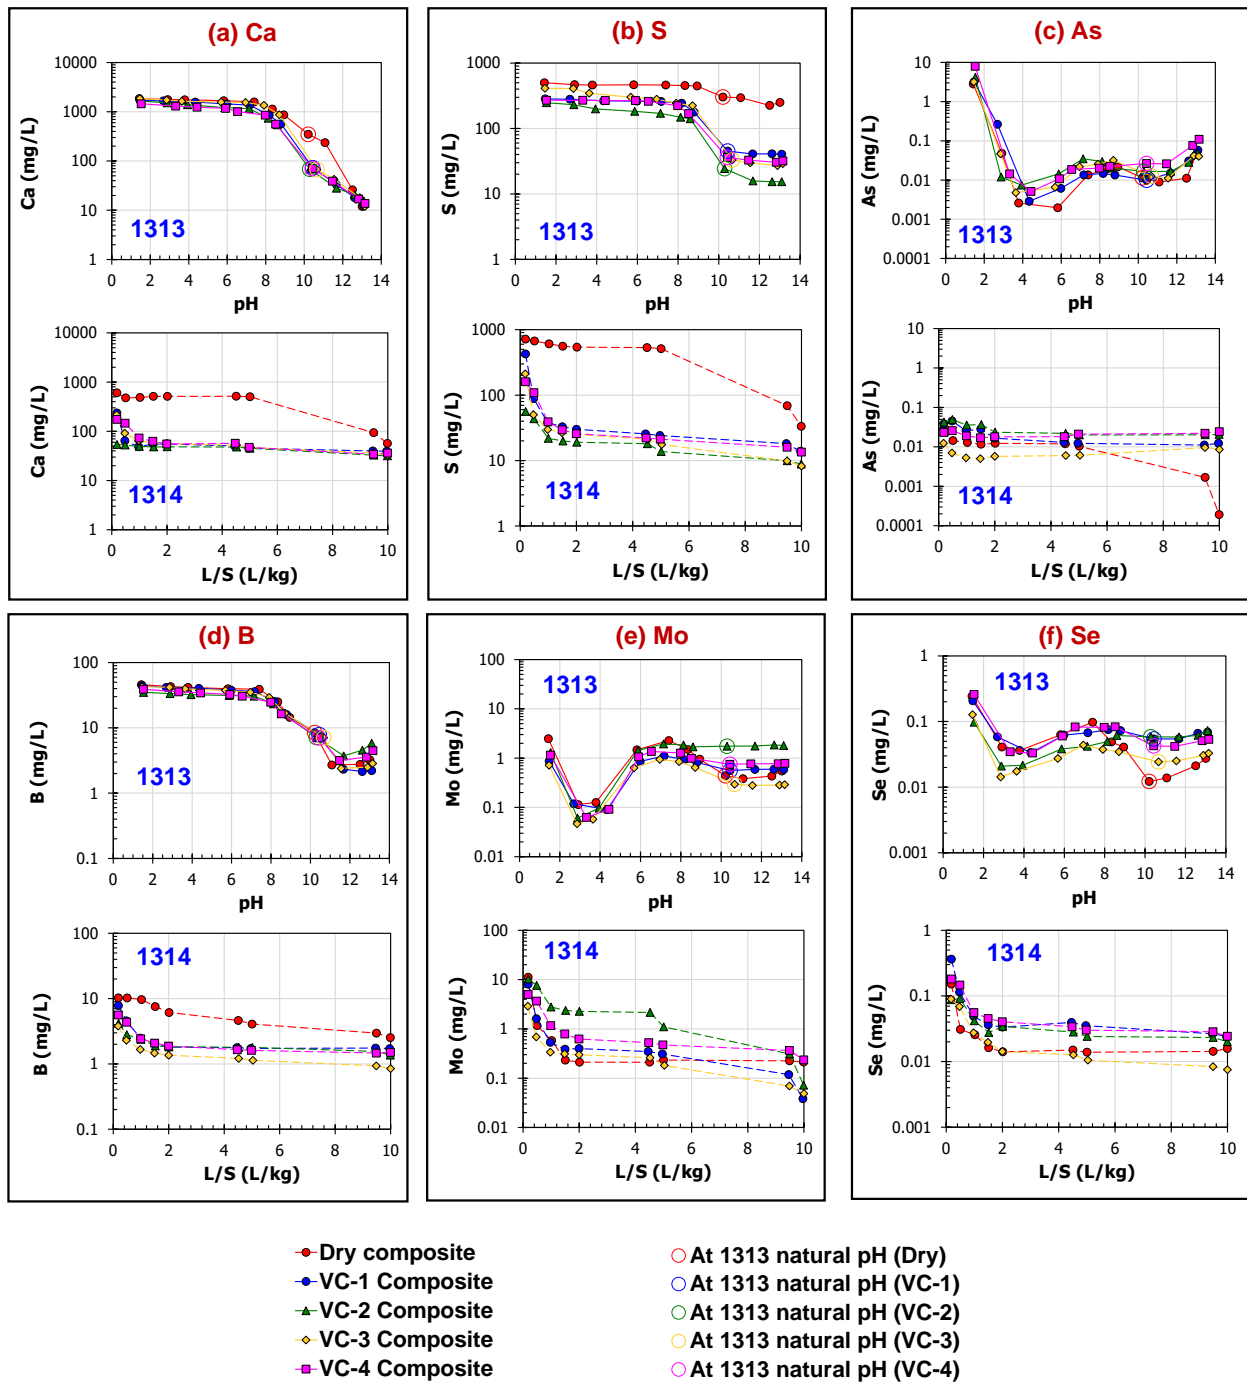 (a) Ca
Ca (mg/L)
10000
1000
100
10
1
1313
0 2 4 6 8 10 12 14
pH
Ca (mg/L)
10000
1000
100
10
1
1314
0 2 4 6 8 10
L/S (L/kg)
(b) S
S (mg/L)
1000
100
10
1
1313
0 2 4 6 8 10 12 14
pH
S (mg/L)
1000
100
10
1
1314
0 2 4 6 8 10
L/S (L/kg)
(c) As
As (mg/L)
10
1
0.1
0.01
0.001
0.0001
1313
0 2 4 6 8 10 12 14
pH
As (mg/L)
10
1
0.1
0.01
0.001
0.0001
1314
0 2 4 6 8 10
L/S (L/kg)
(d) B
B (mg/L)
100
10
1
0.1
1313
0 2 4 6 8 10 12 14
pH
B (mg/L)
100
10
1
0.1
1314
0 2 4 6 8 10
L/S (L/kg)
(e) Mo
Mo (mg/L)
100
10
1
0.1
0.01
1313
0 2 4 6 8 10 12 14
pH
Mo (mg/L)
100
10
1
0.1
0.01
1314
0 2 4 6 8 10
L/S (L/kg)
(f) Se
Se (mg/L)
1
0.1
0.01
0.001
1313
0 2 4 6 8 10 12 14
pH
Se (mg/L)
1
0.1
0.01
0.001
1314
0 2 4 6 8 10
L/S (L/kg)
Dry composite
VC-1 Composite
VC-2 Composite
VC-3 Composite
VC-4 Composite
At 1313 natural pH (Dry)
At 1313 natural pH (VC-1)
At 1313 natural pH (VC-2)
At 1313 natural pH (VC-3)
At 1313 natural pH (VC-4)